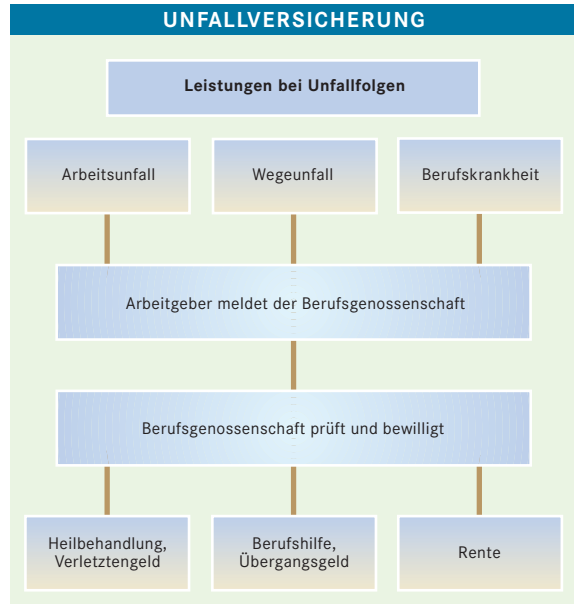 UNFALLVERSICHERUNG
Leistungen bei Unfallfolgen
Arbeitsunfall
Wegeunfall
Berufskrankheit
Arbeitgeber meldet der Berufsgenossenschaft
Berufsgenossenschaft prüft und bewilligt
Heilbehandlung,
Verletztengeld
Berufshilfe,
Übergangsgeld
Rente